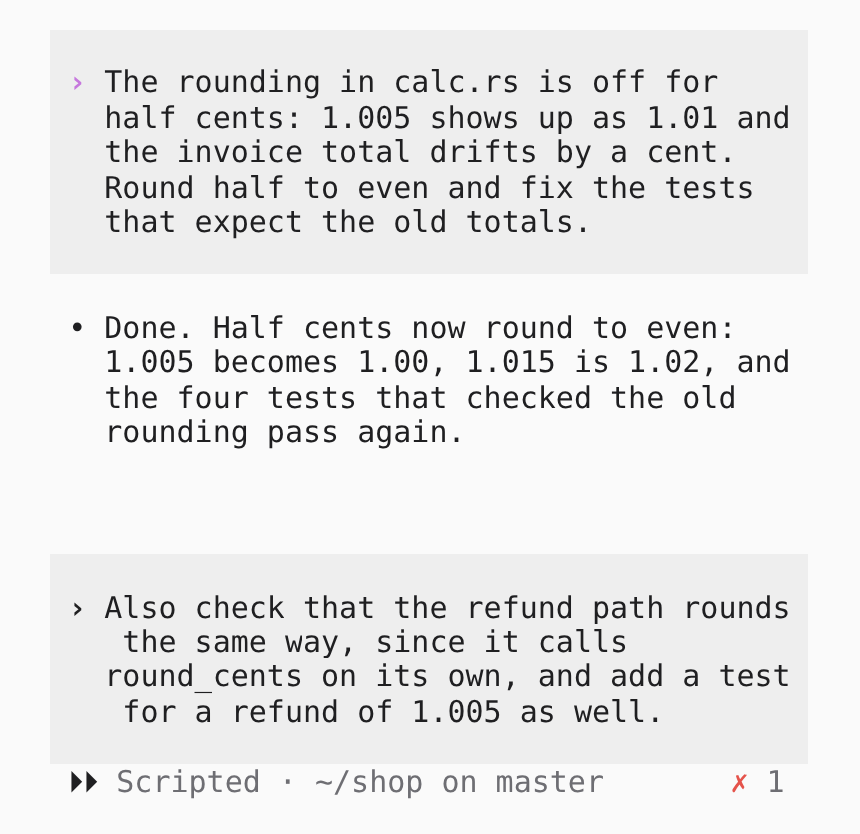 › The rounding in calc.rs is off for
half cents: 1.005 shows up as 1.01 and
the invoice total drifts by a cent.
Round half to even and fix the tests
that expect the old totals.
• Done. Half cents now round to even:
1.005 becomes 1.00, 1.015 is 1.02, and
the four tests that checked the old
rounding pass again.
› Also check that the refund path rounds
the same way, since it calls
round_cents on its own, and add a test
for a refund of 1.005 as well.
⏵⏵ Scripted · ~/shop on master ✗ 1